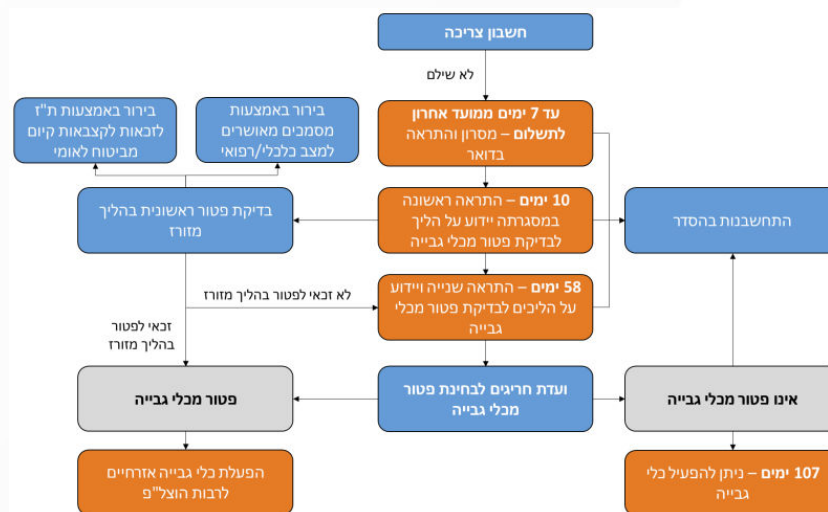 חשבון צריכה
לא שילם
עד 7 ימים ממועד אחרון
לתשלום – מסרון והתראה
בדואר
בירור באמצעות
מסמכים מאושרים
למצב כלכלי/רפואי
בירור באמצעות ת"ז
לזכאות לקצבאות קיום
מביטוח לאומי
התחשבנות בהסדר
10 ימים – התראה ראשונה
במסגרתה יידוע על הליך
לבדיקת פטור מכלי גבייה
בדיקת פטור ראשונית בהליך
מזורז
58 ימים – התראה שנייה ויידוע
על הליכים לבדיקת פטור מכלי
גבייה
לא זכאי לפטור בהליך מזורז
זכאי לפטור
בהליך מזורז
אינו פטור מכלי גבייה
ועדת חריגים לבחינת פטור
מכלי גבייה
פטור מכלי גבייה
107 ימים – ניתן להפעיל כלי
גבייה
הפעלת כלי גבייה אזרחיים
לרבות הוצל"פ